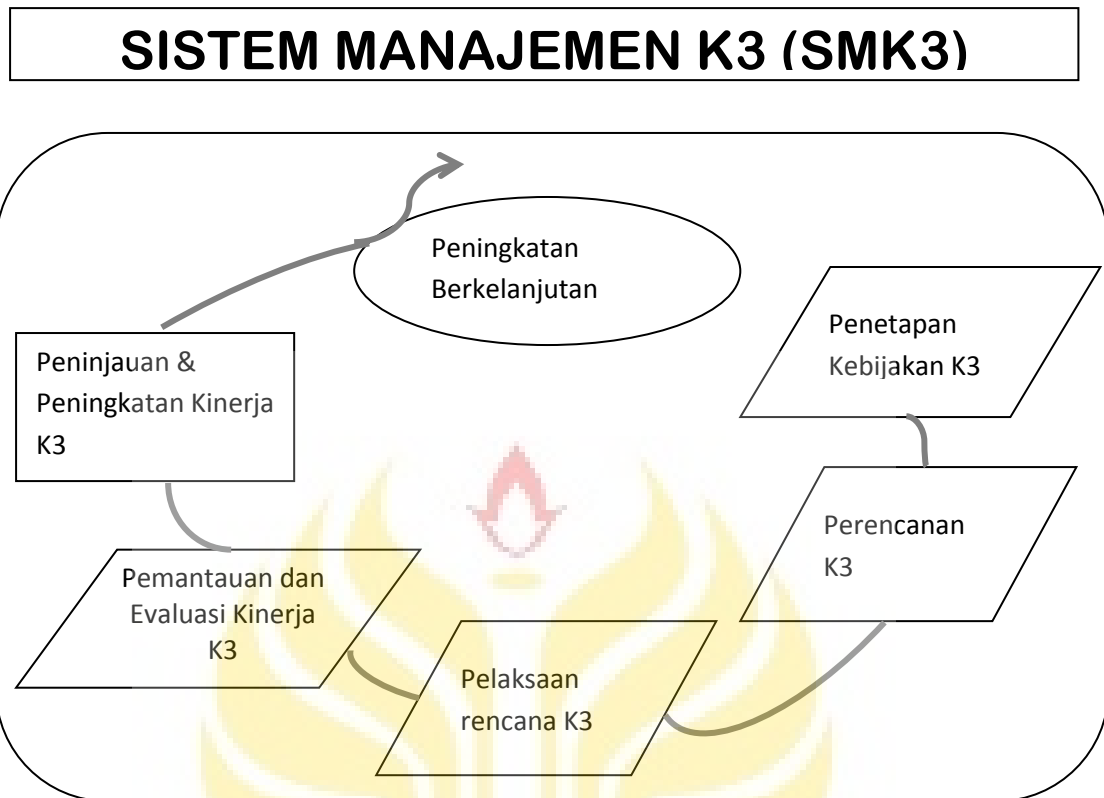 SISTEM MANAJEMEN K3 (SMK3)
Peningkatan
Berkelanjutan
Penetapan
Kebijakan K3
Peninjauan &
Peningkatan Kinerja
K3
Perencanan
K3
Pemantauan dan
Evaluasi Kinerja
K3
Pelaksaan
rencana K3